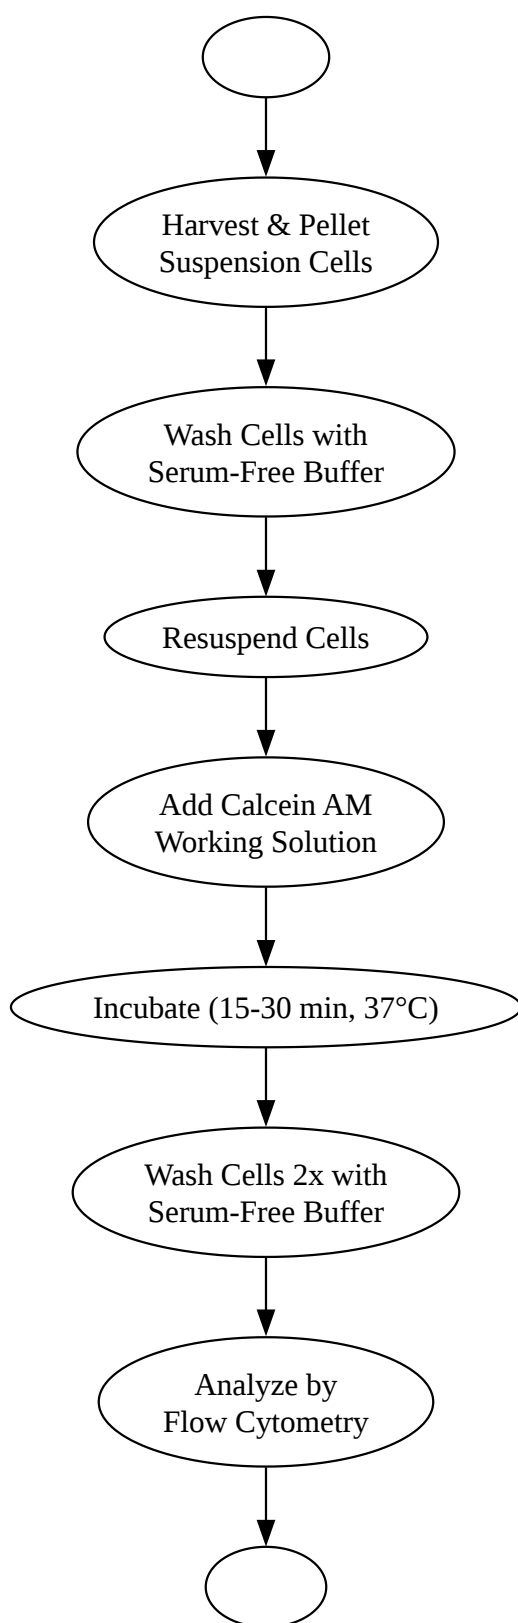 Harvest & Pellet
Suspension Cells
Wash Cells with
Serum-Free Buffer
Resuspend Cells
Add Calcein AM
Working Solution
Incubate (15-30 min, 37°C)
Wash Cells 2x with
Serum-Free Buffer
Analyze by
Flow Cytometry